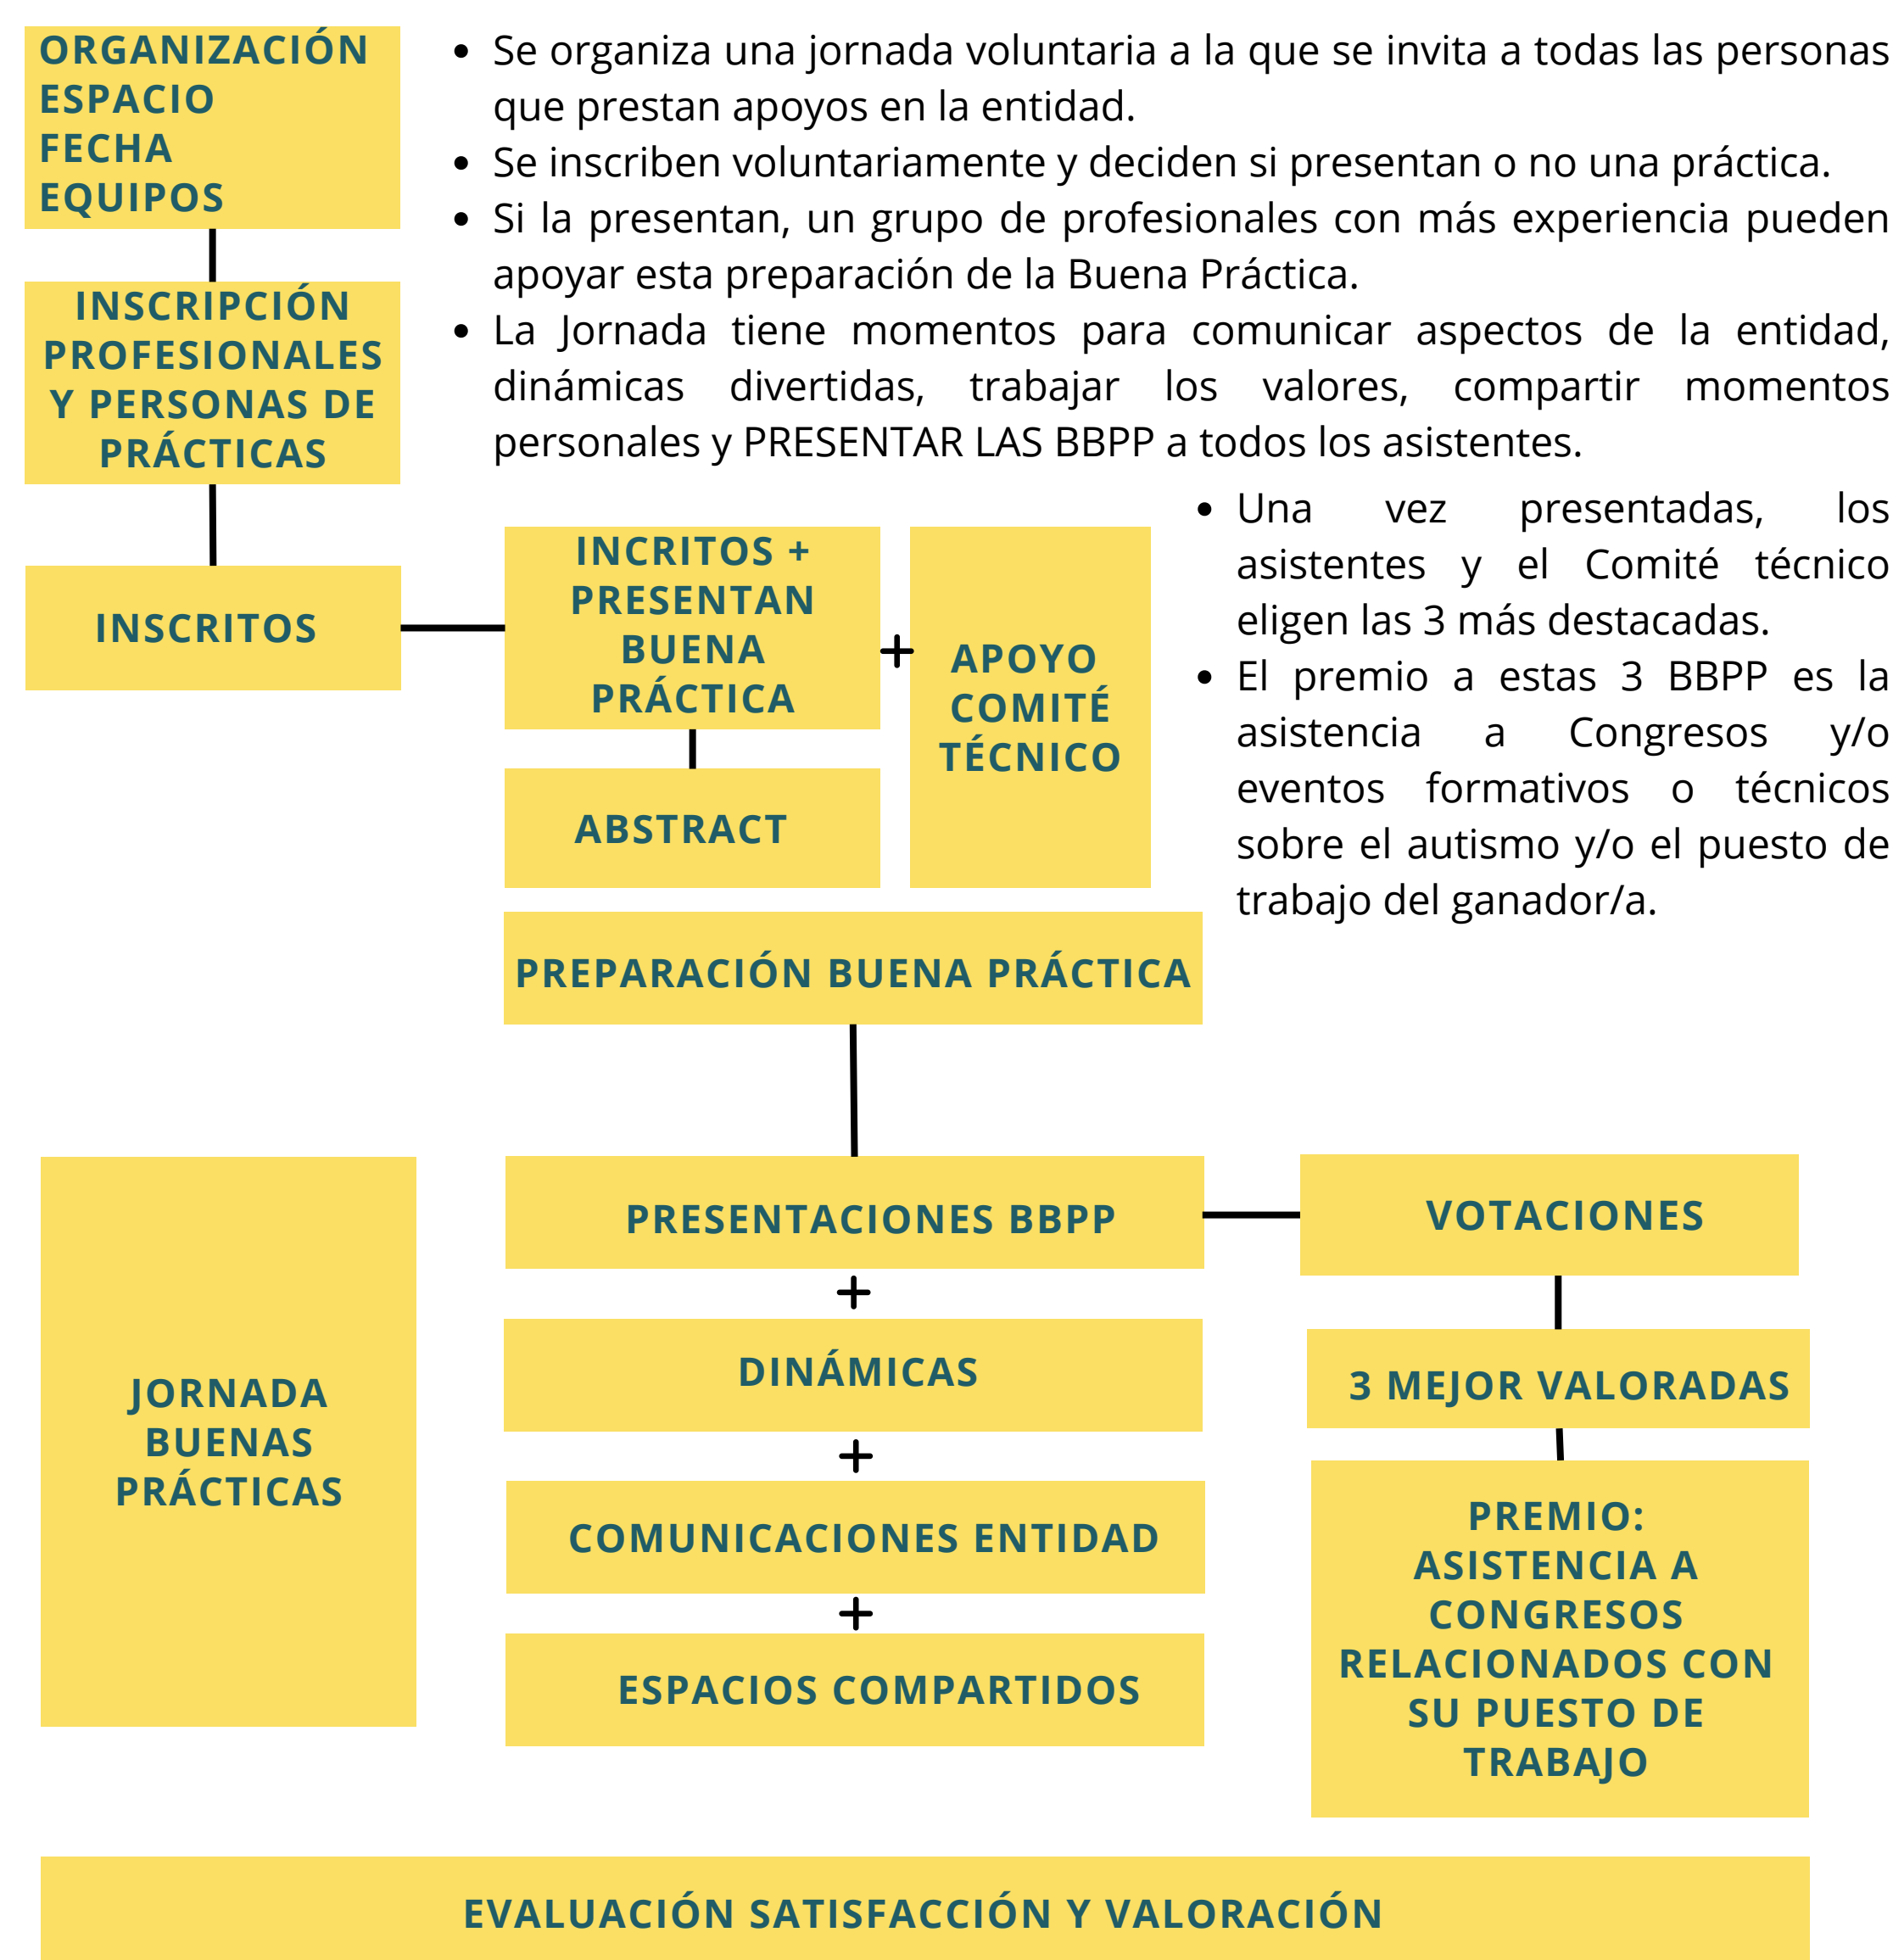 ORGANIZACIÓN
ESPACIO
FECHA
EQUIPOS
INSCRIPCIÓN
PROFESIONALES
Y PERSONAS DE
PRÁCTICAS
INSCRITOS
• Se organiza una jornada voluntaria a la que se invita a todas las personas
que prestan apoyos en la entidad.
• Se inscriben voluntariamente y deciden si presentan o no una práctica.
• Si la presentan, un grupo de profesionales con más experiencia pueden
apoyar esta preparación de la Buena Práctica.
• La Jornada tiene momentos para comunicar aspectos de la entidad,
dinámicas divertidas, trabajar los valores, compartir momentos
personales y PRESENTAR LAS BBPP a todos los asistentes.
• Una vez presentadas, los
asistentes y el Comité técnico
eligen las 3 más destacadas.
• El premio a estas 3 BBPP es la
asistencia a Congresos y/o
eventos formativos o técnicos
sobre el autismo y/o el puesto de
trabajo del ganador/a.
INCRITOS +
PRESENTAN
BUENA
PRÁCTICA
+
APOYO
COMITÉ
TÉCNICO
ABSTRACT
PREPARACIÓN BUENA PRÁCTICA
JORNADA
BUENAS
PRÁCTICAS
PRESENTACIONES BBPP
+
DINÁMICAS
+
COMUNICACIONES ENTIDAD
+
ESPACIOS COMPARTIDOS
VOTACIONES
3 MEJOR VALORADAS
PREMIO:
ASISTENCIA A
CONGRESOS
RELACIONADOS CON
SU PUESTO DE
TRABAJO
EVALUACIÓN SATISFACCIÓN Y VALORACIÓN